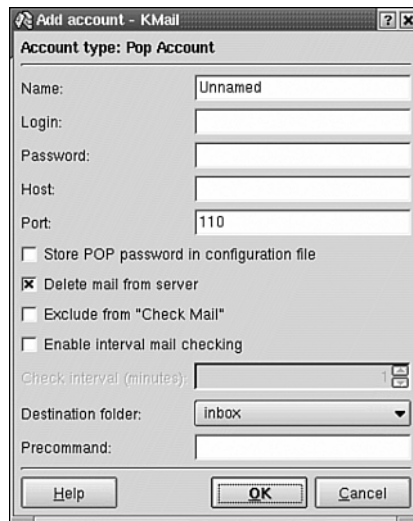 Add account - KMail
Account type: Pop Account
Name: Unnamed
Login:
Password:
Host:
Port: 110
Store POP password in configuration file
Delete mail from server
Exclude from "Check Mail"
Enable interval mail checking
Check interval (minutes): 1
Destination folder: inbox
Precommand:
Help OK Cancel